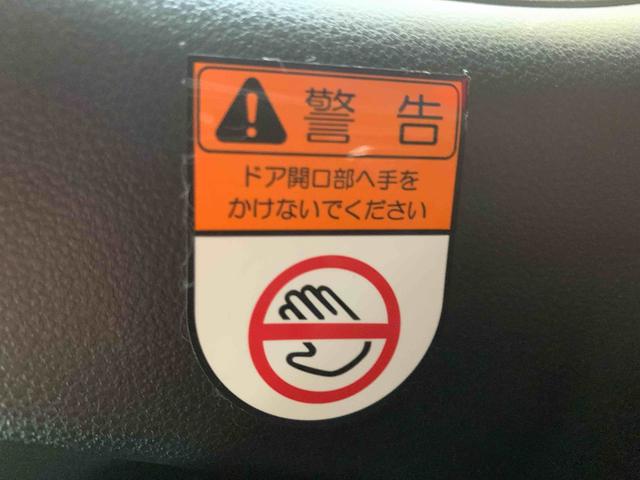 警告
ドア開口部へ手を
かけないでください